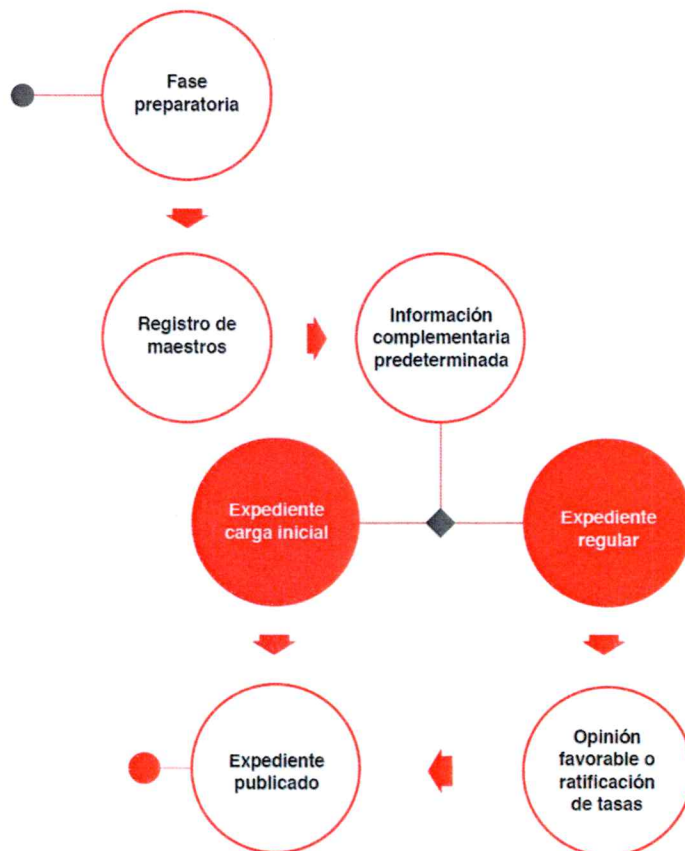 Fase
preparatoria
Registro de
maestros
Información
complementaria
predeterminada
Expediente
carga inicial
Expediente
regular
Expediente
publicado
Opinión
favorable o
ratificación
de tasas